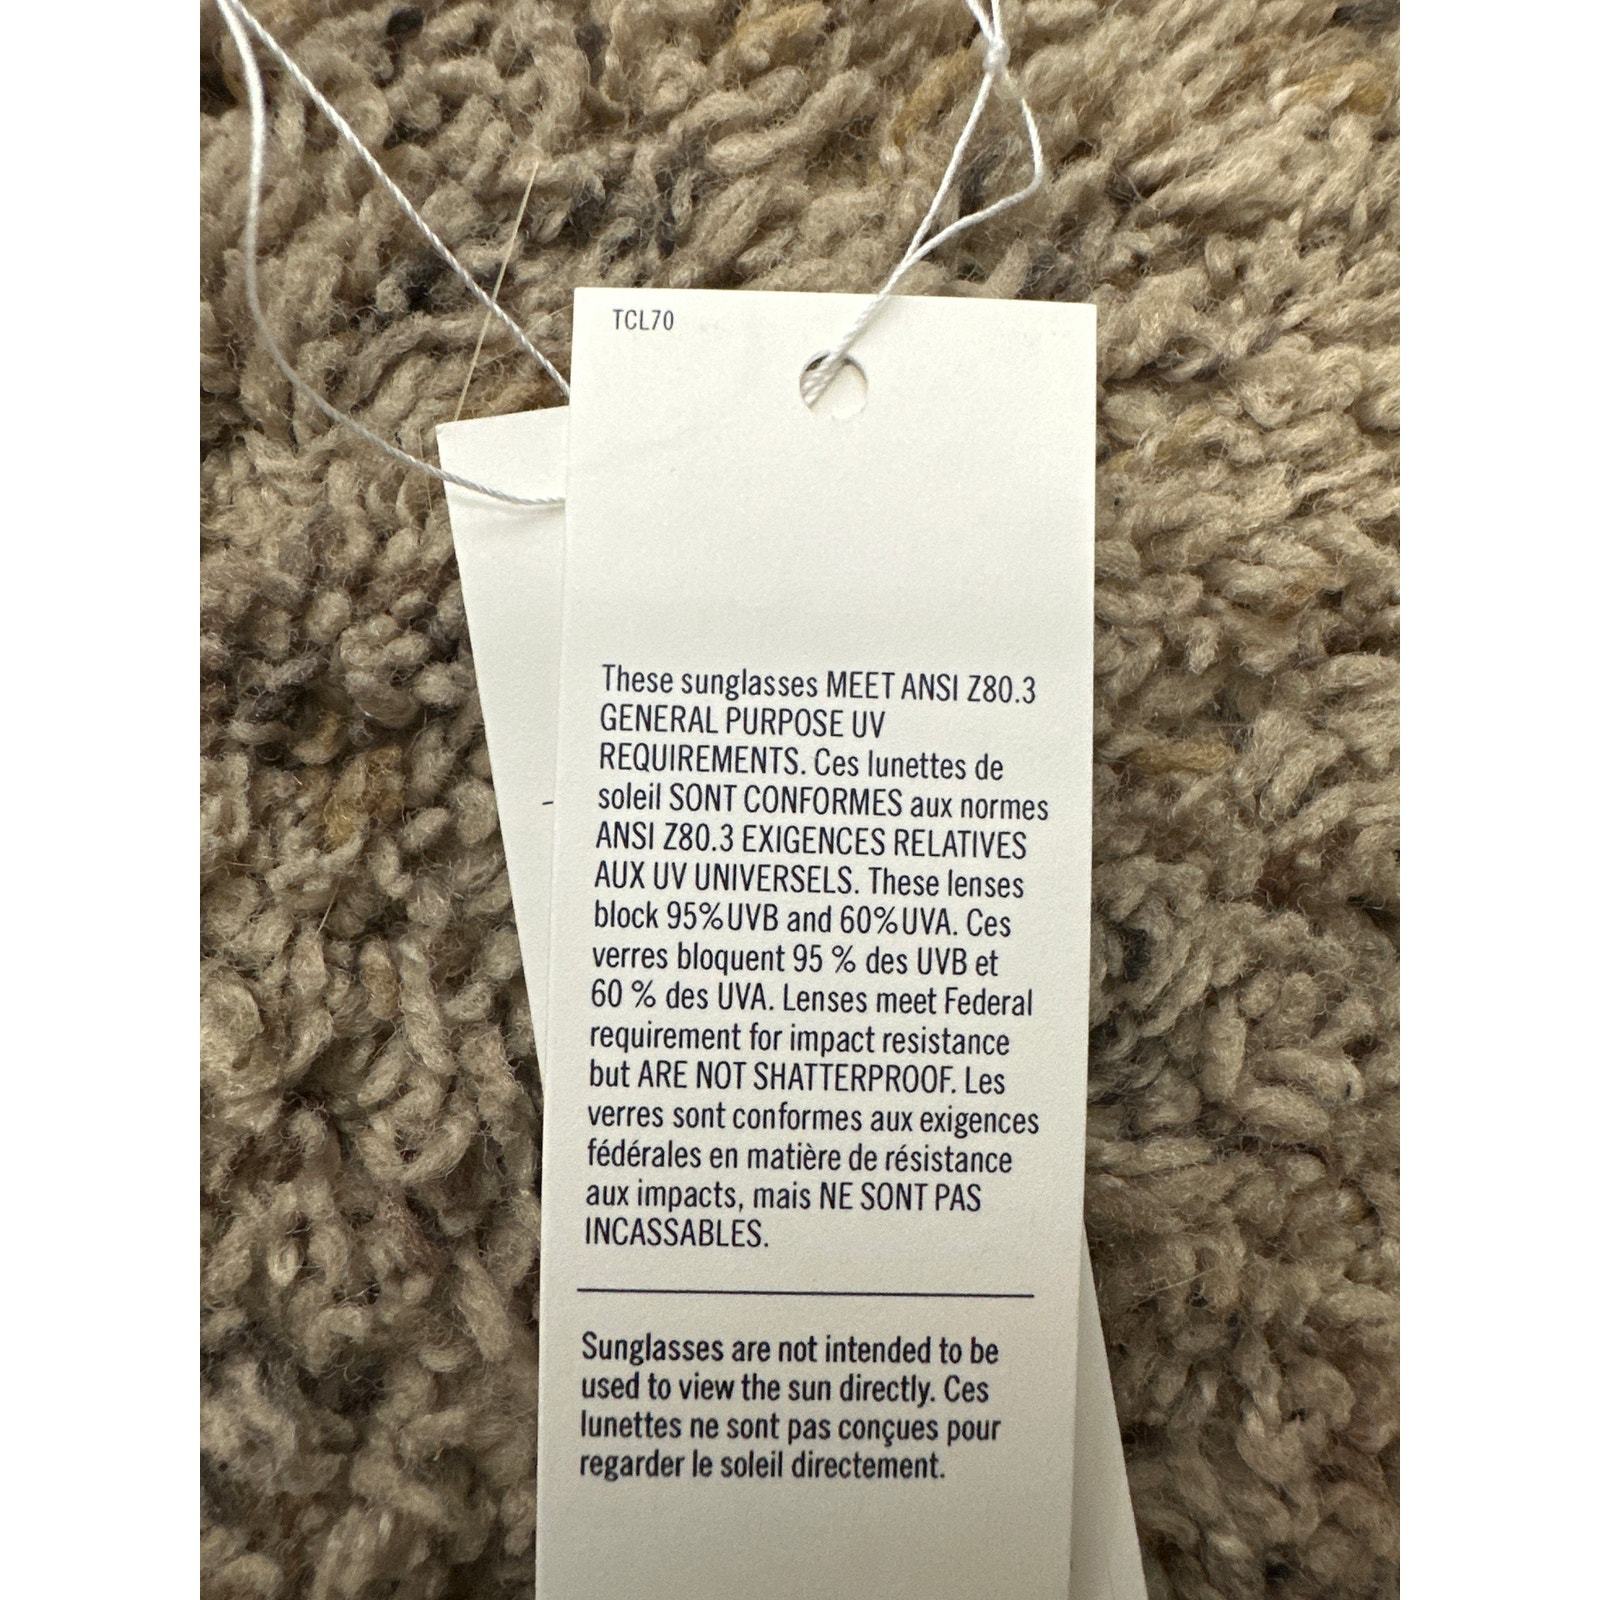 TCL70
These sunglasses MEET ANSI Z80.3
GENERAL PURPOSE UV
REQUIREMENTS. Ces lunettes de
soleil SONT CONFORMES aux normes
ANSI Z80.3 EXIGENCES RELATIVES
AUX UV UNIVERSELS. These lenses
block 95%UVB and 60%UVA. Ces
verres bloquent 95 % des UVB et
60 % des UVA. Lenses meet Federal
requirement for impact resistance
but ARE NOT SHATTERPROOF. Les
verres sont conformes aux exigences
fédérales en matière de résistance
aux impacts, mais NE SONT PAS
INCASSABLES.
Sunglasses are not intended to be
used to view the sun directly. Ces
lunettes ne sont pas conçues pour
regarder le soleil directement.